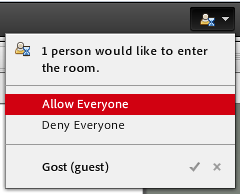 1 person would like to enter
the room.
Allow Everyone
Deny Everyone
Gost (guest)